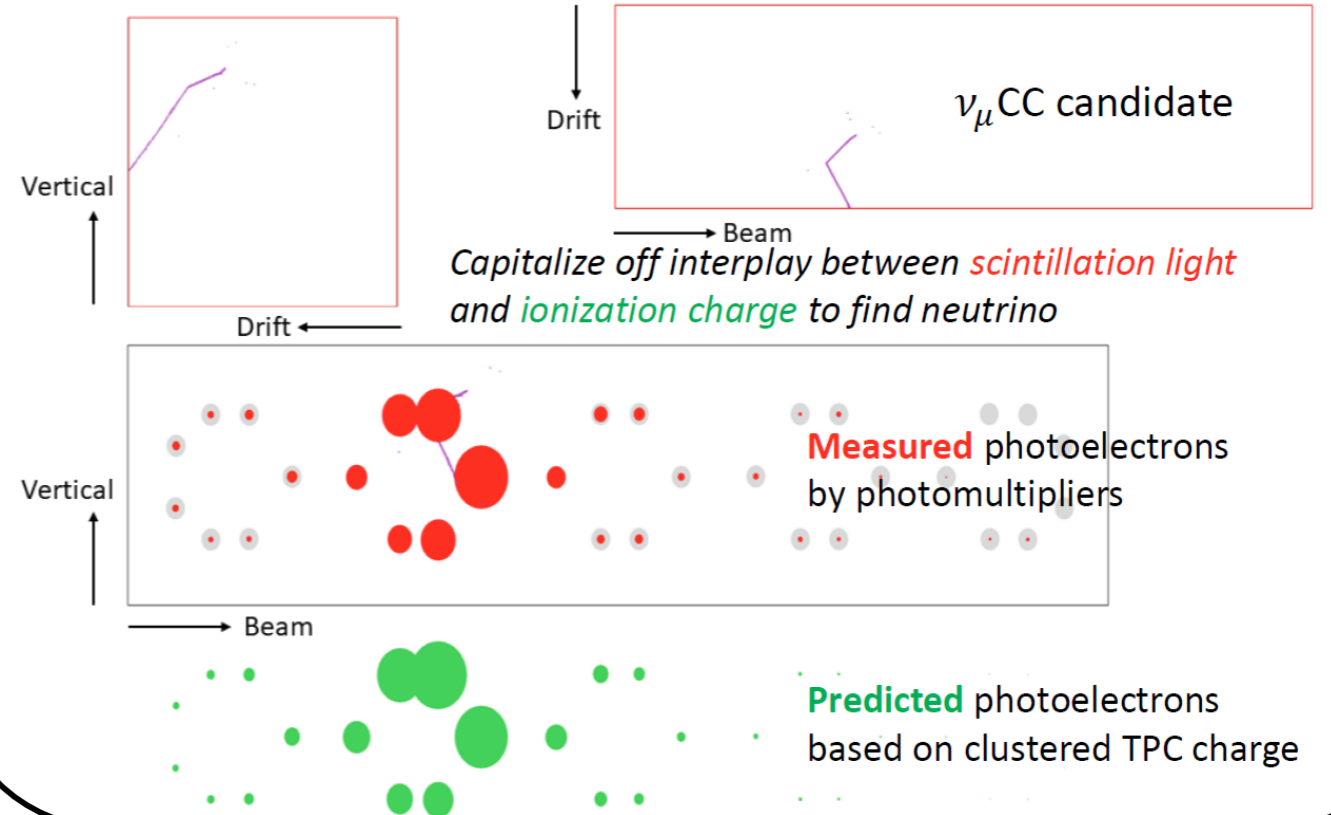 Vertical
Drift
Drift
ν_μCC candidate
Beam
Capitalize off interplay between scintillation light
and ionization charge to find neutrino
Vertical
Measured photoelectrons
by photomultipliers
Beam
Predicted photoelectrons
based on clustered TPC charge